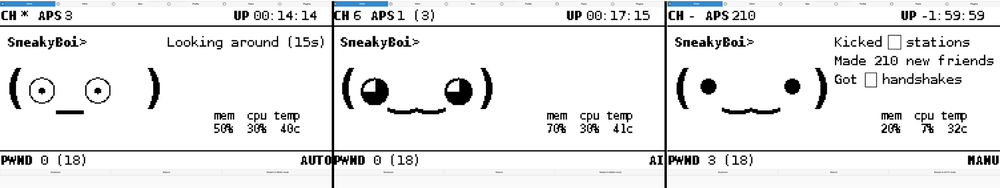 Home Inbox New Profile Peers Plugins
CH * APS 3 UP 00:14:14
SneakyBoi> Looking around (15s)
mem cpu temp
50% 30% 40c
PWND 0 (18) AUTO
Shutdown Reboot Restart in MANU mode
Home Inbox New Profile Peers Plugins
CH 6 APS 1 (3) UP 00:17:15
SneakyBoi>
mem cpu temp
70% 30% 41c
PWND 0 (18) AI
Shutdown Reboot Restart in MANU mode
Home Inbox New Profile Peers Plugins
CH - APS 210 UP -1:59:59
SneakyBoi> Kicked □ stations
Made 210 new friends
Got □ handshakes
mem cpu temp
20% 7% 32c
PWND 3 (18) MANU
Shutdown Reboot Restart in AUTO mode